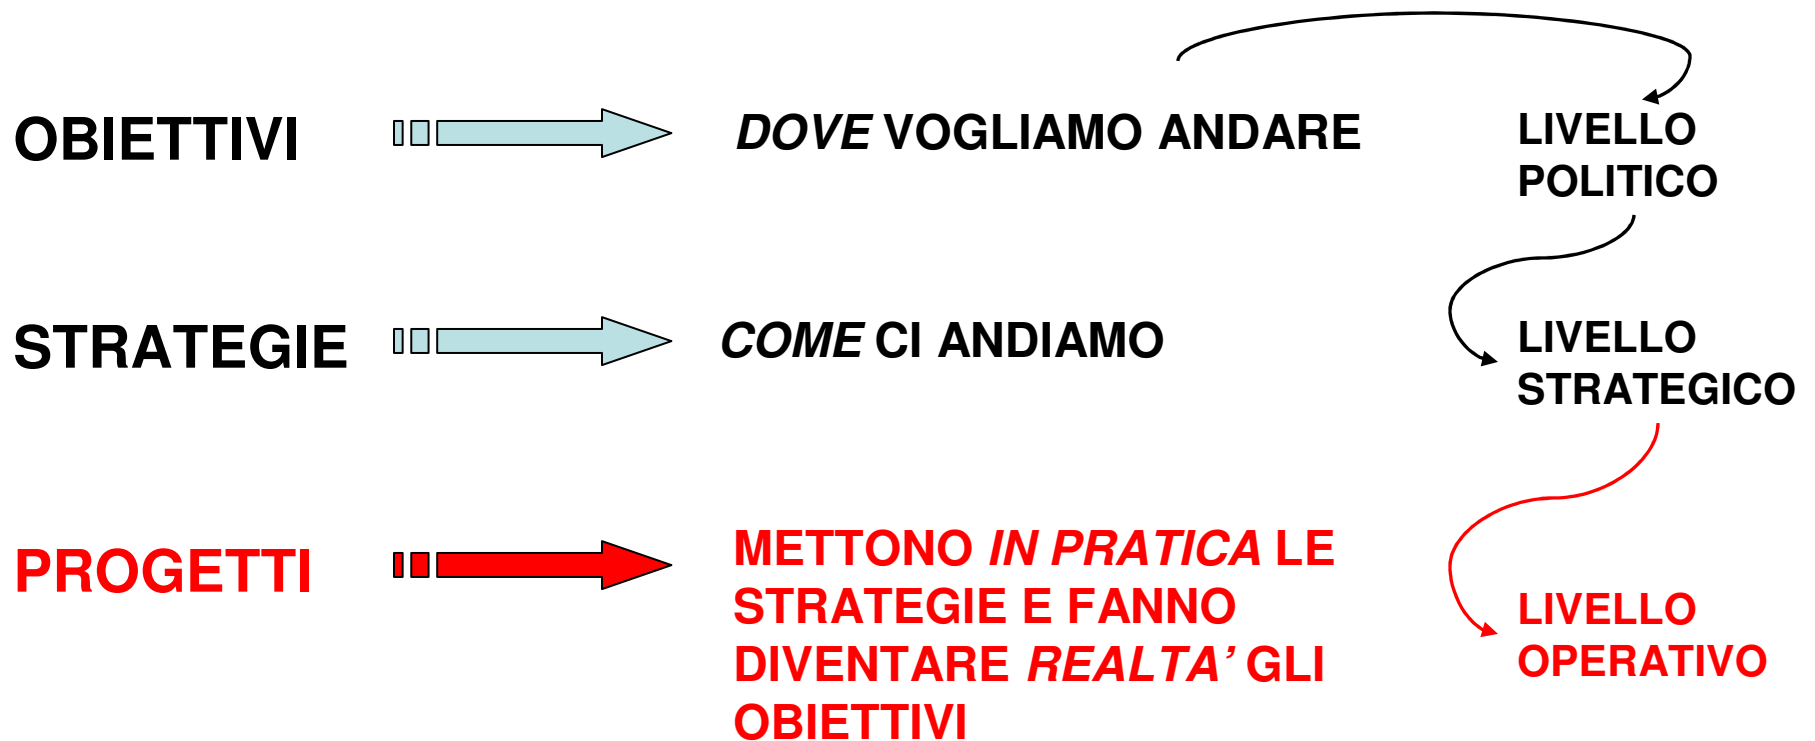 OBIETTIVI
DOVE VOGLIAMO ANDARE
LIVELLO
POLITICO
STRATEGIE
COME CI ANDIAMO
LIVELLO
STRATEGICO
PROGETTI
METTONO IN PRATICA LE
STRATEGIE E FANNO
DIVENTARE REALTA’ GLI
OBIETTIVI
LIVELLO
OPERATIVO